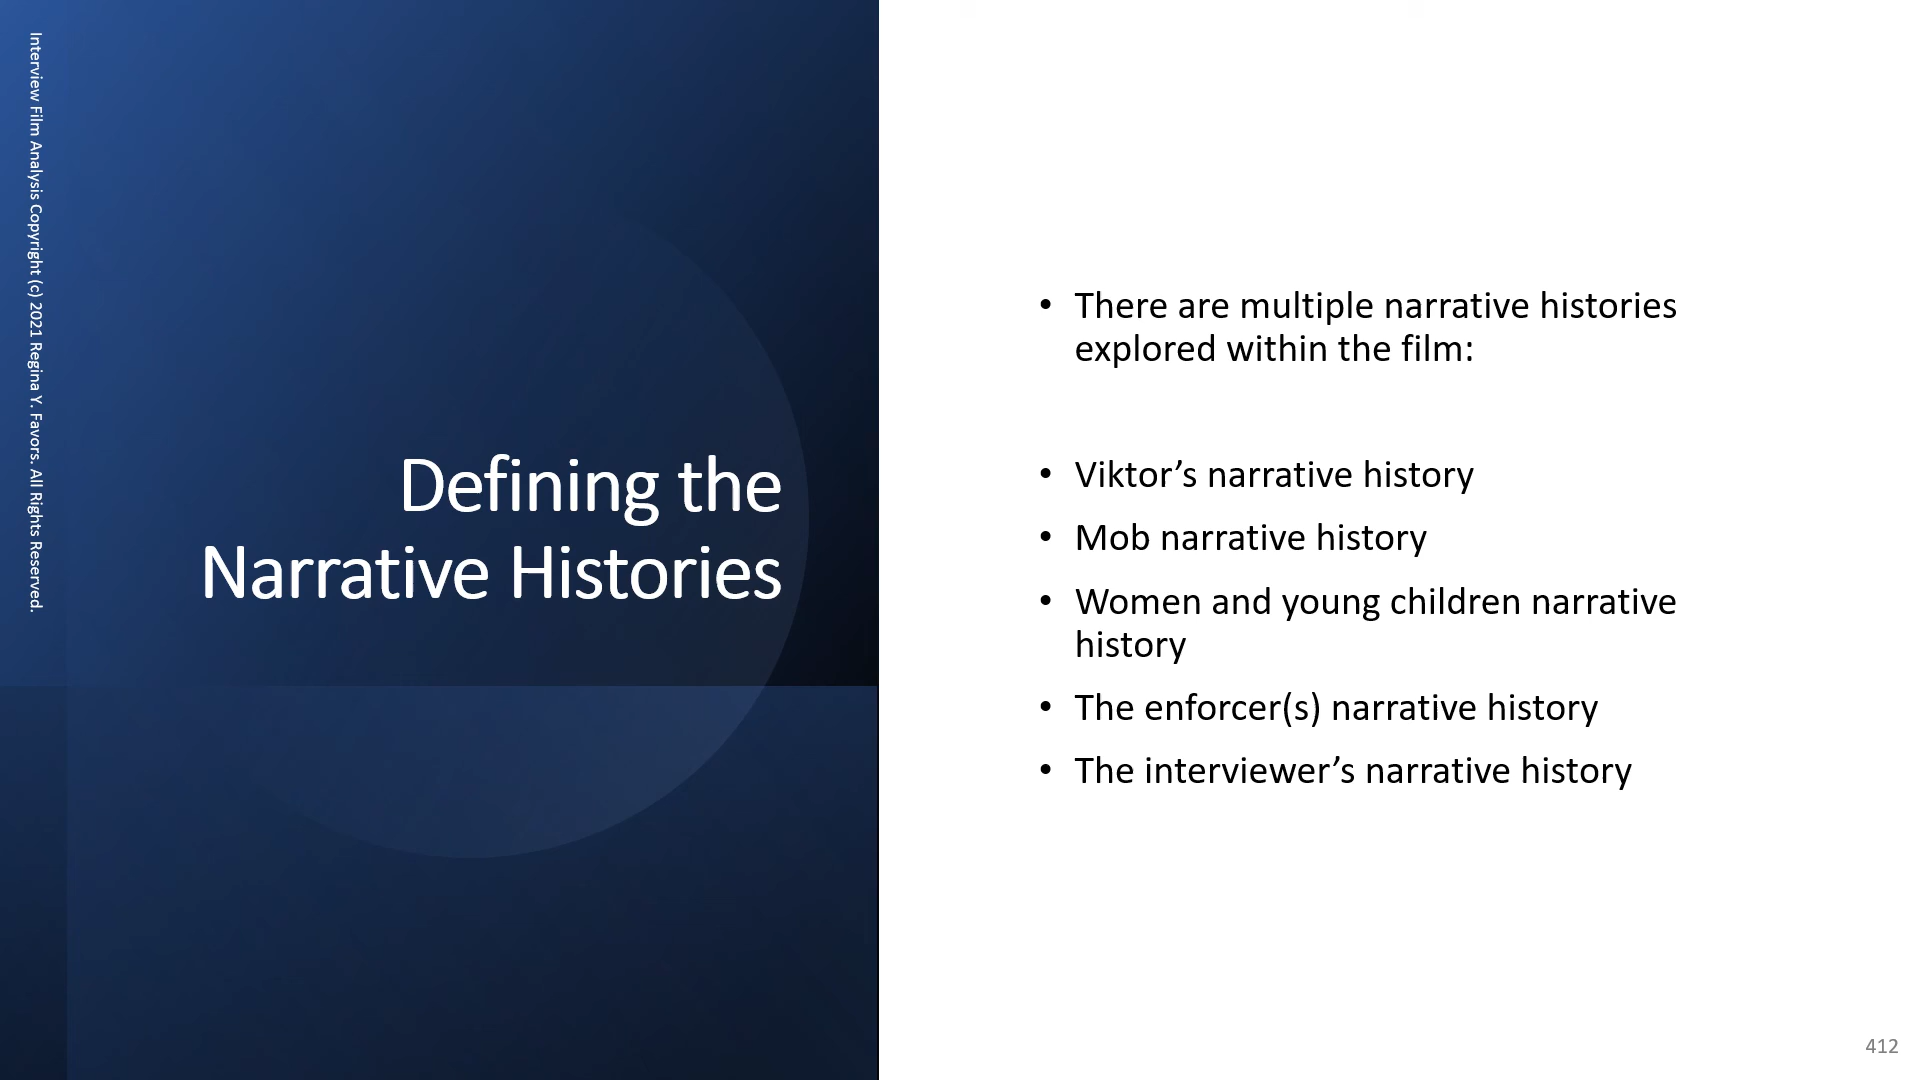 Interview Film Analysis Copyright (c) 2021 Regina Y. Favors. All Rights Reserved.
Defining the
Narrative Histories
• There are multiple narrative histories
explored within the film:
• Viktor’s narrative history
• Mob narrative history
• Women and young children narrative
history
• The enforcer(s) narrative history
• The interviewer’s narrative history
412